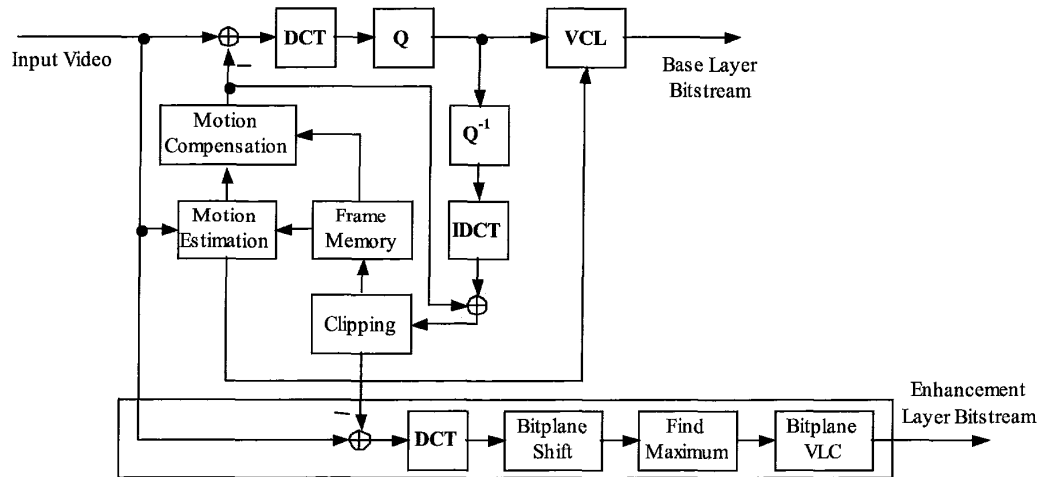 Input Video
DCT
Q
VCL
Base Layer
Bitstream
–
Motion
Compensation
Q⁻¹
Motion
Estimation
Frame
Memory
IDCT
Clipping
–
Enhancement
Layer Bitstream
DCT
Bitplane
Shift
Find
Maximum
Bitplane
VLC